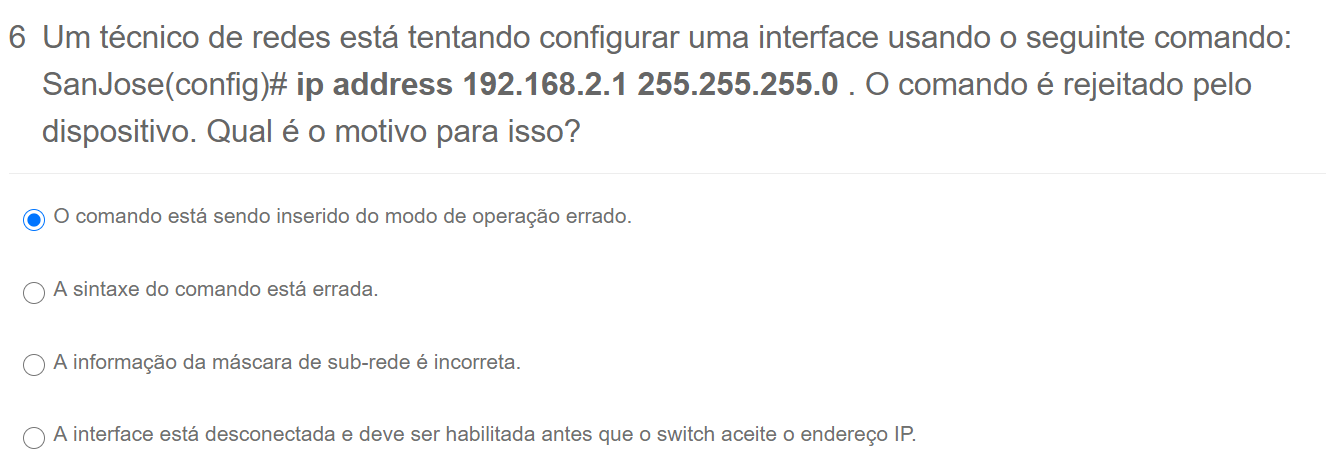 6 Um técnico de redes está tentando configurar uma interface usando o seguinte comando:
SanJose(config)# ip address 192.168.2.1 255.255.255.0 . O comando é rejeitado pelo
dispositivo. Qual é o motivo para isso?
O comando está sendo inserido do modo de operação errado.
A sintaxe do comando está errada.
A informação da máscara de sub-rede é incorreta.
A interface está desconectada e deve ser habilitada antes que o switch aceite o endereço IP.